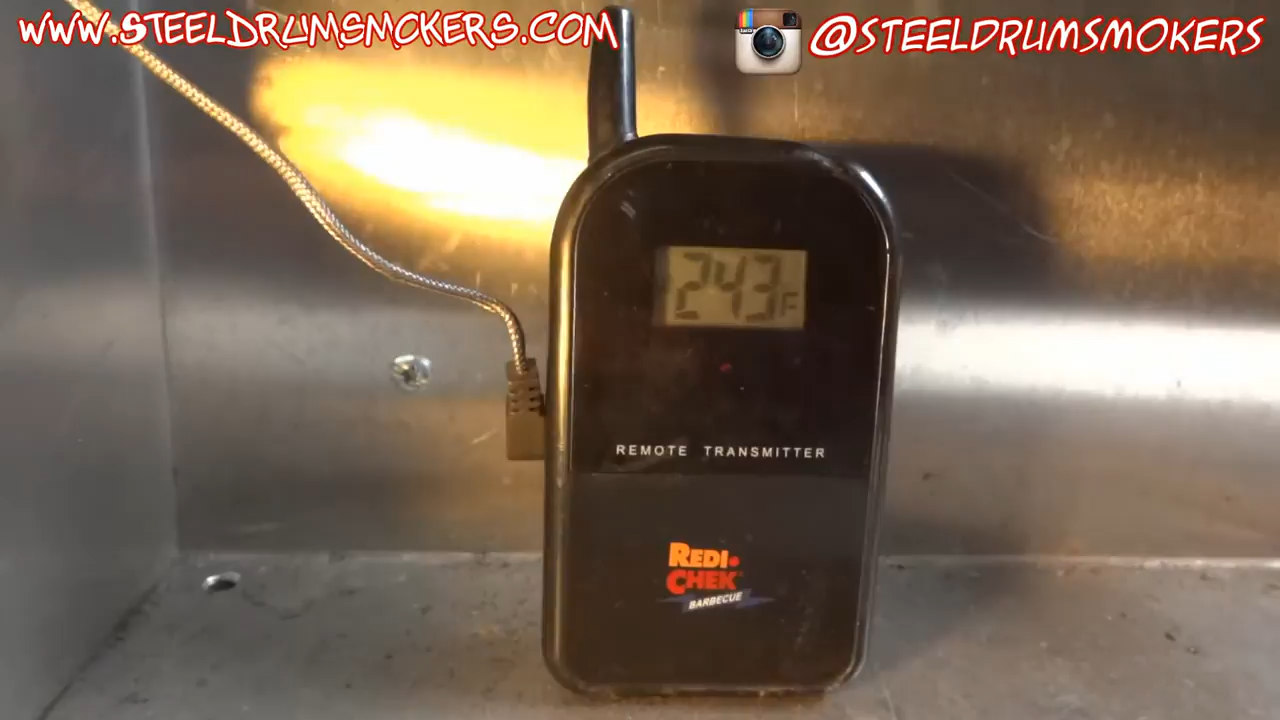 WWW.STEELDRUMSMOKERS.COM
@STEELDRUMSMOKERS
243F
REMOTE TRANSMITTER
REDI
CHEK
BARBECUE